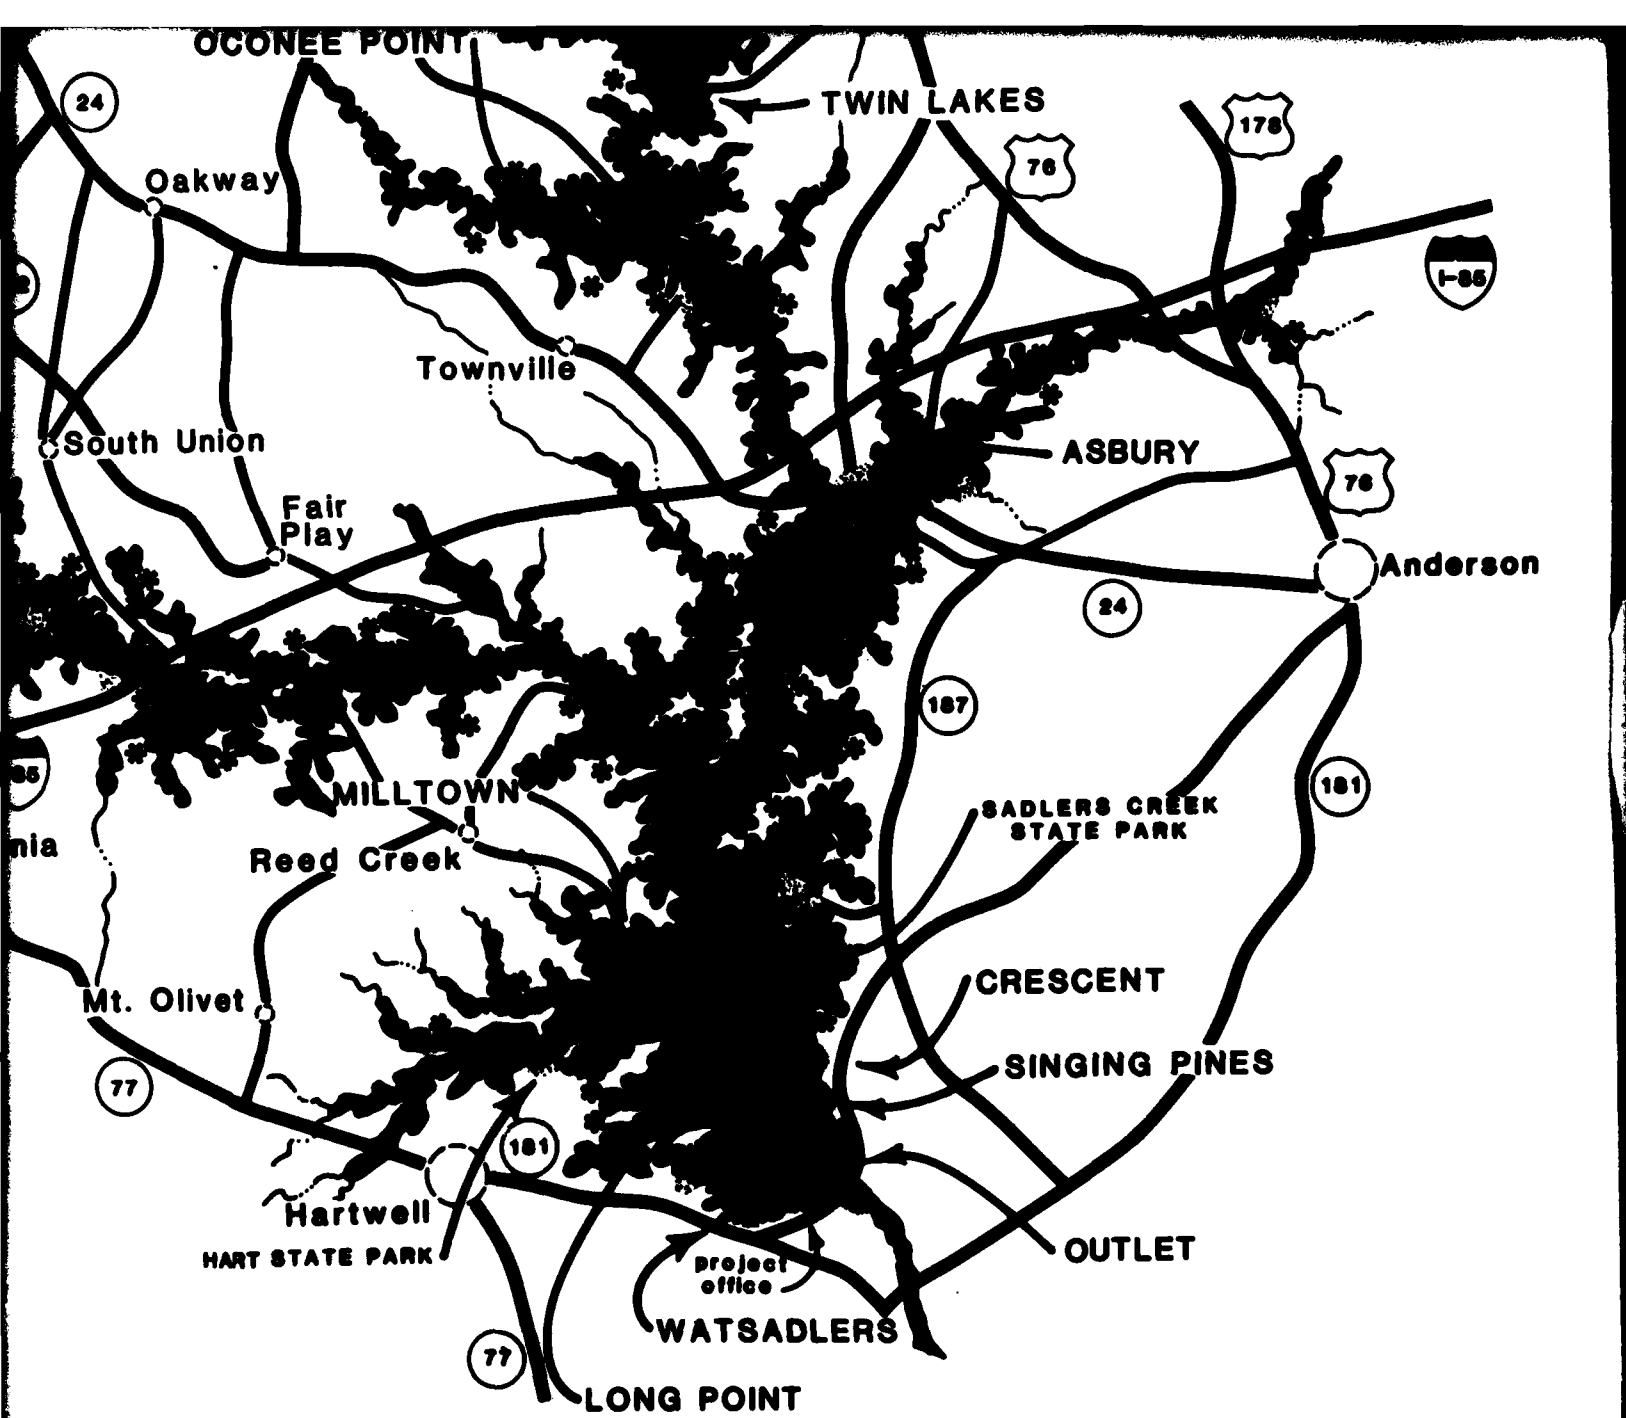 OCONEE POINT
24
TWIN LAKES
178
76
Oakway
I-85
Townville
South Union
ASBURY
76
Fair
Play
Anderson
24
187
85
181
MILLTOWN
SADLERS CREEK
STATE PARK
nia
Reed Creek
CRESCENT
Mt. Olivet
SINGING PINES
77
181
Hartwell
HART STATE PARK
OUTLET
project
office
WATSADLERS
77
LONG POINT